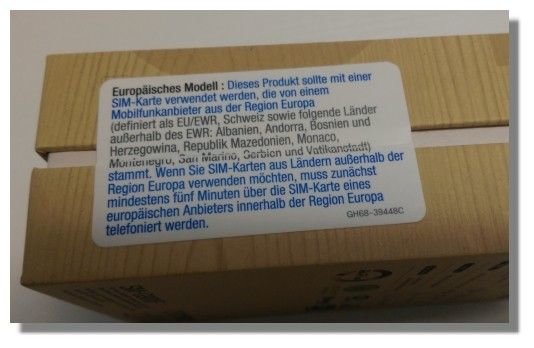 Europäisches Modell : Dieses Produkt sollte mit einer
SIM-Karte verwendet werden, die von einem
Mobilfunkanbieter aus der Region Europa
(definiert als EU/EWR, Schweiz sowie folgende Länder
außerhalb des EWR: Albanien, Andorra, Bosnien und
Herzegowina, Republik Mazedonien, Monaco,
Montenegro, San Marino, Serbien und Vatikanstadt)
stammt. Wenn Sie SIM-Karten aus Ländern außerhalb der
Region Europa verwenden möchten, muss zunächst
mindestens fünf Minuten über die SIM-Karte eines
europäischen Anbieters innerhalb der Region Europa
telefoniert werden.
GH68-39448C